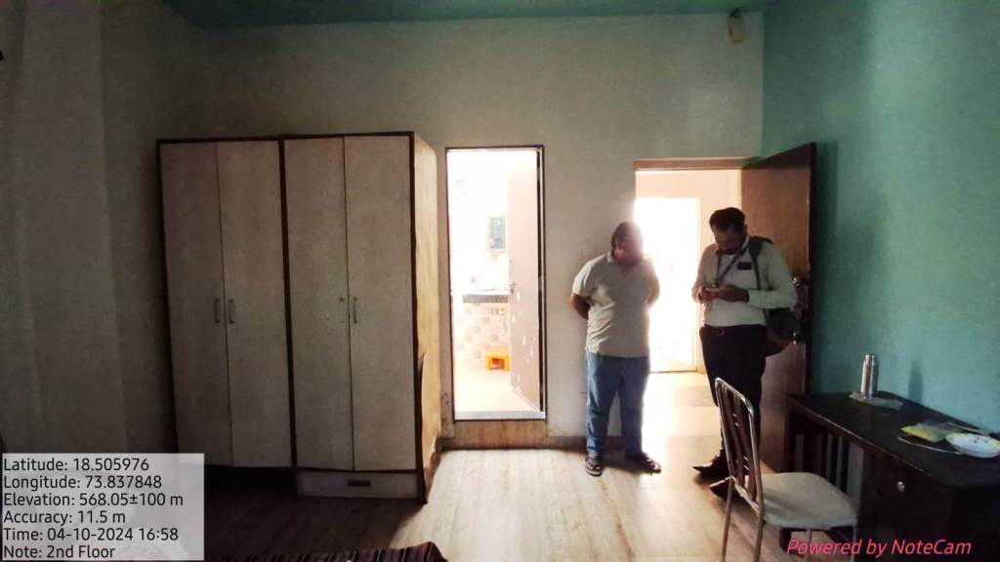 Latitude: 18.505976
Longitude: 73.837848
Elevation: 568.05±100 m
Accuracy: 11.5 m
Time: 04-10-2024 16:58
Note: 2nd Floor
Powered by NoteCam